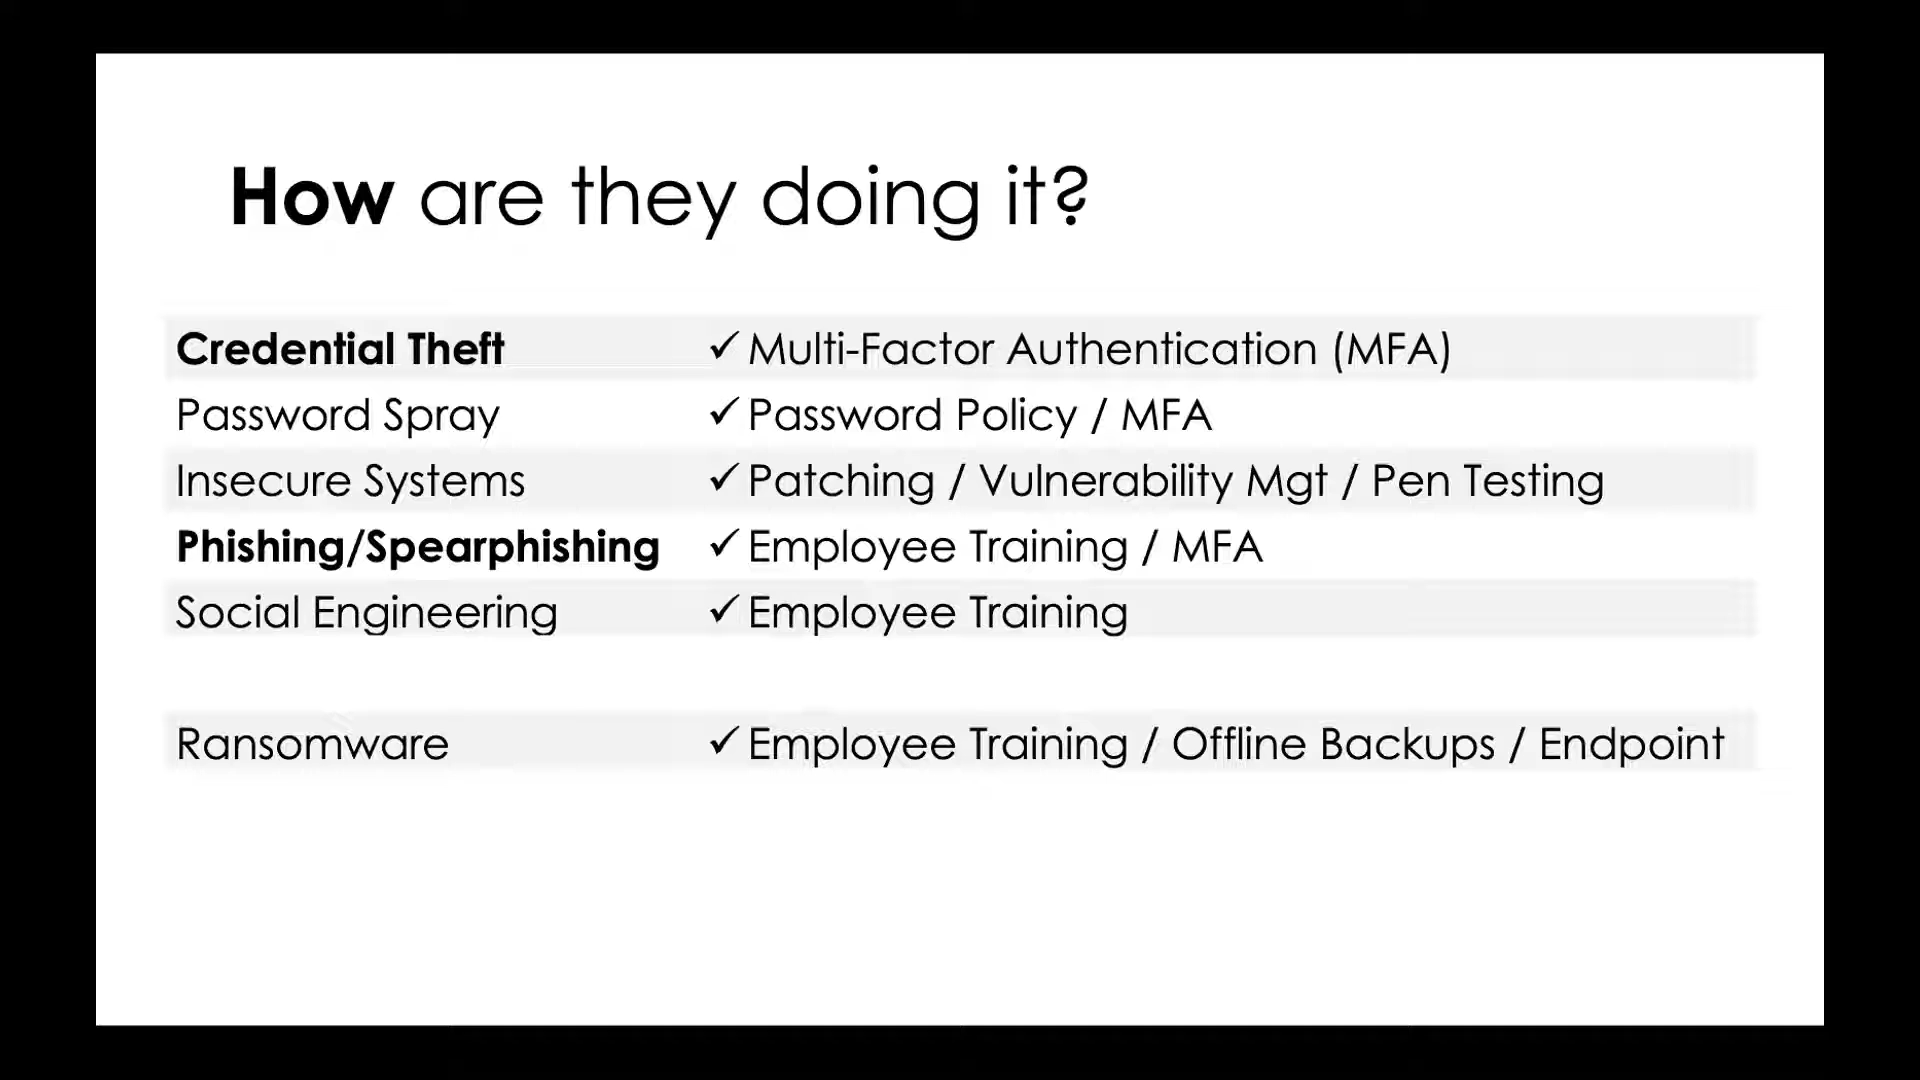 How are they doing it?
Credential Theft ✓ Multi-Factor Authentication (MFA)
Password Spray ✓ Password Policy / MFA
Insecure Systems ✓ Patching / Vulnerability Mgt / Pen Testing
Phishing/Spearphishing ✓ Employee Training / MFA
Social Engineering ✓ Employee Training
Ransomware ✓ Employee Training / Offline Backups / Endpoint